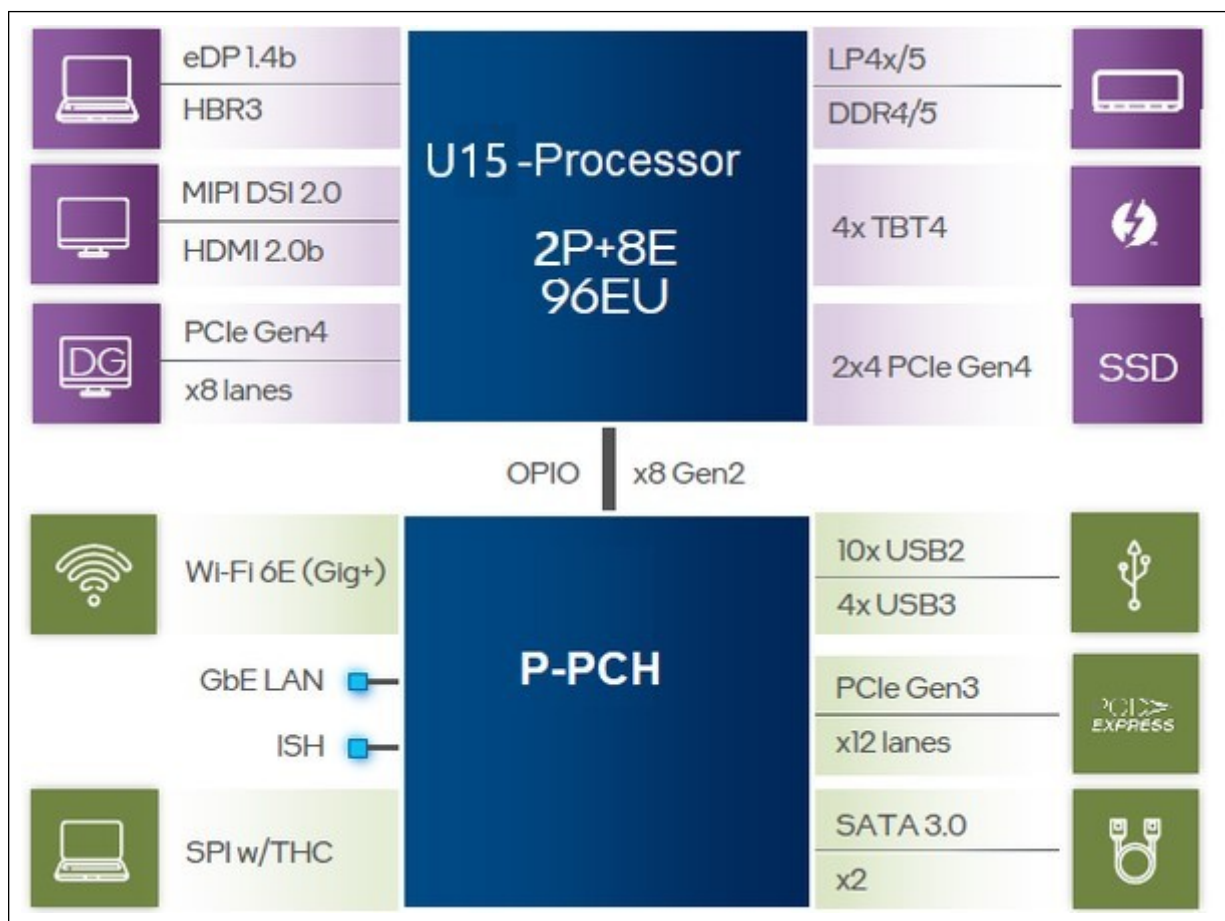 eDP 1.4b
HBR3
MIPI DSI 2.0
HDMI 2.0b
DG
PCIe Gen4
x8 lanes
U15 -Processor
2P+8E
96EU
LP4x/5
DDR4/5
4x TBT4
2x4 PCIe Gen4
SSD
OPIO
x8 Gen2
Wi-Fi 6E (Gig+)
GbE LAN
ISH
SPI w/THC
P-PCH
10x USB2
4x USB3
PCIe Gen3
x12 lanes
EXPRESS
SATA 3.0
x2